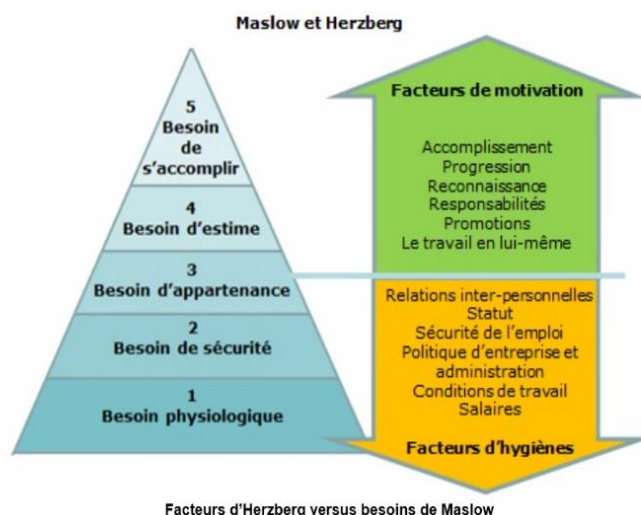 Maslow et Herzberg
5
Besoin
de
s'accomplir
4
Besoin d'estime
3
Besoin d'appartenance
2
Besoin de sécurité
1
Besoin physiologique
Facteurs de motivation
Accomplissement
Progression
Reconnaissance
Responsabilités
Promotions
Le travail en lui-même
Relations inter-personnelles
Statut
Sécurité de l'emploi
Politique d'entreprise et
administration
Conditions de travail
Salaires
Facteurs d'hygiènes
Facteurs d'Herzberg versus besoins de Maslow